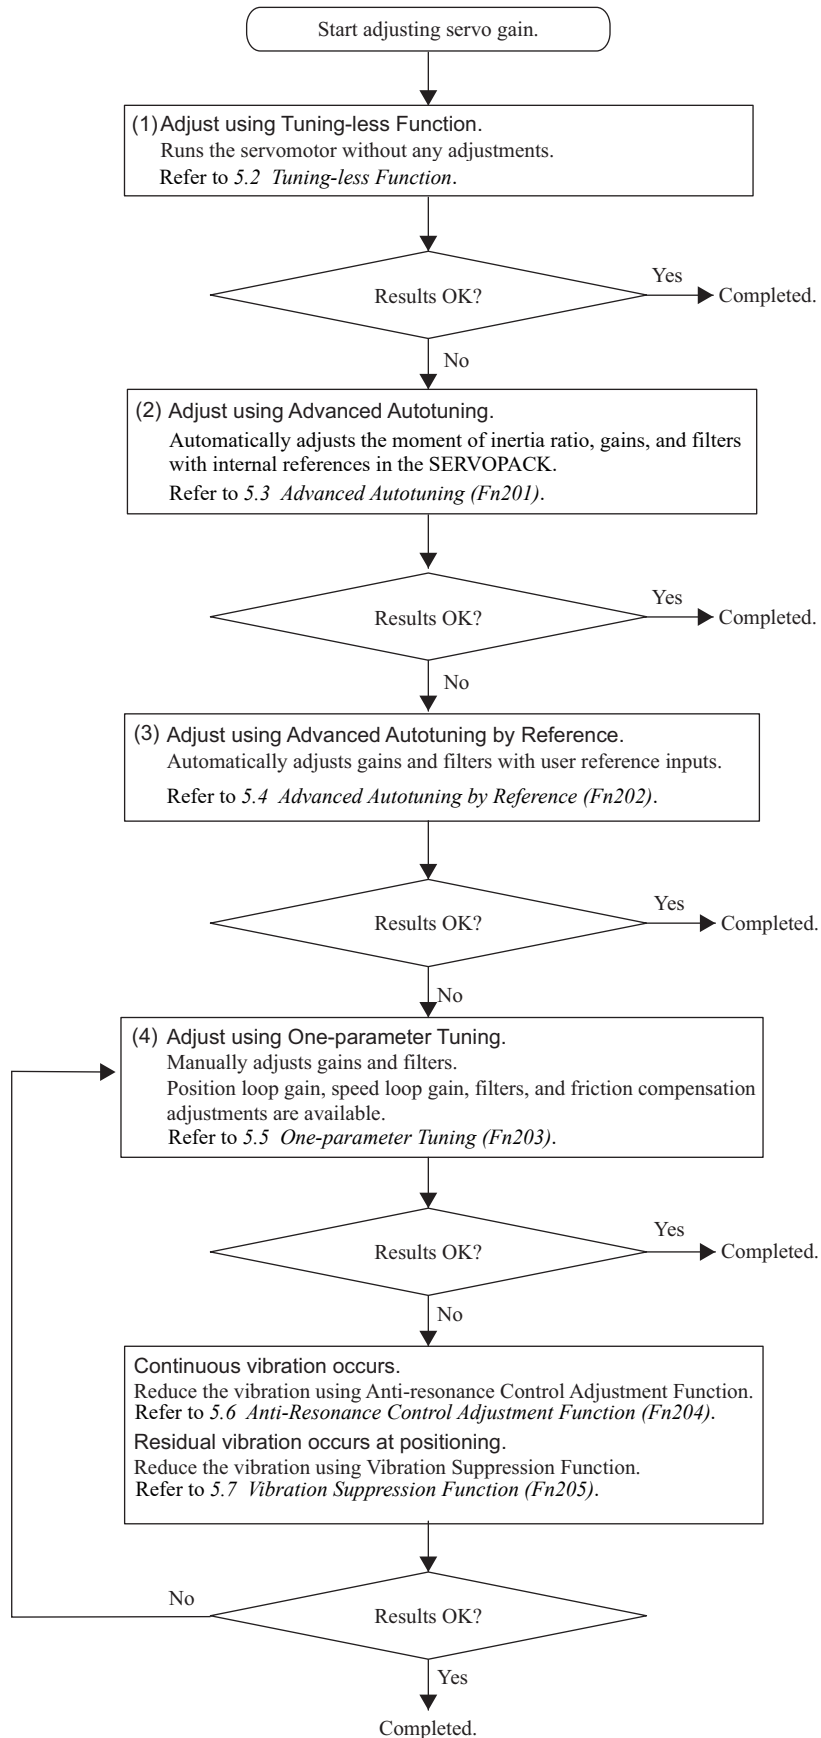 Start adjusting servo gain.
(1) Adjust using Tuning-less Function.
Runs the servomotor without any adjustments.
Refer to 5.2 Tuning-less Function.
Results OK?
Yes
Completed.
No
(2) Adjust using Advanced Autotuning.
Automatically adjusts the moment of inertia ratio, gains, and filters
with internal references in the SERVOPACK.
Refer to 5.3 Advanced Autotuning (Fn201).
Results OK?
Yes
Completed.
No
(3) Adjust using Advanced Autotuning by Reference.
Automatically adjusts gains and filters with user reference inputs.
Refer to 5.4 Advanced Autotuning by Reference (Fn202).
Results OK?
Yes
Completed.
No
(4) Adjust using One-parameter Tuning.
Manually adjusts gains and filters.
Position loop gain, speed loop gain, filters, and friction compensation
adjustments are available.
Refer to 5.5 One-parameter Tuning (Fn203).
Results OK?
Yes
Completed.
No
Continuous vibration occurs.
Reduce the vibration using Anti-resonance Control Adjustment Function.
Refer to 5.6 Anti-Resonance Control Adjustment Function (Fn204).
Residual vibration occurs at positioning.
Reduce the vibration using Vibration Suppression Function.
Refer to 5.7 Vibration Suppression Function (Fn205).
No
Results OK?
Yes
Completed.